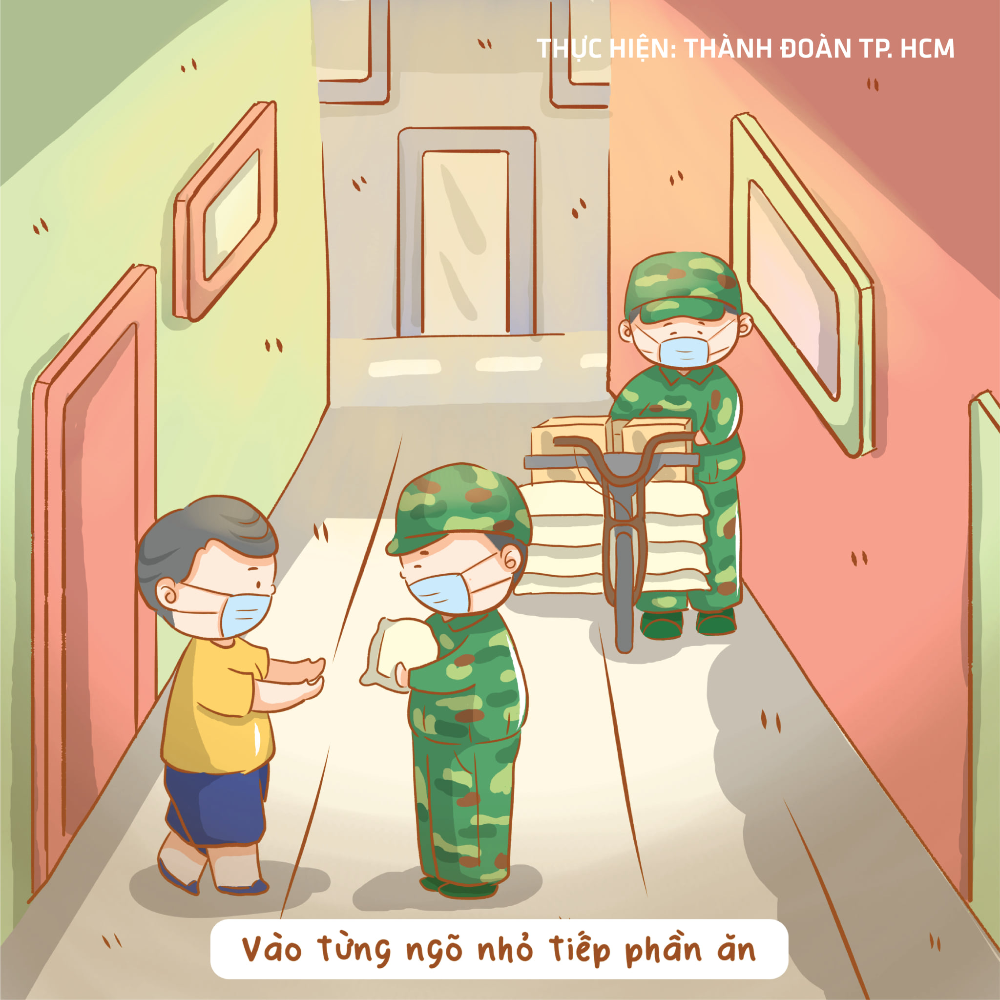 THỰC HIỆN: THÀNH ĐOÀN TP. HCM
Vào từng ngõ nhỏ tiếp phần ăn